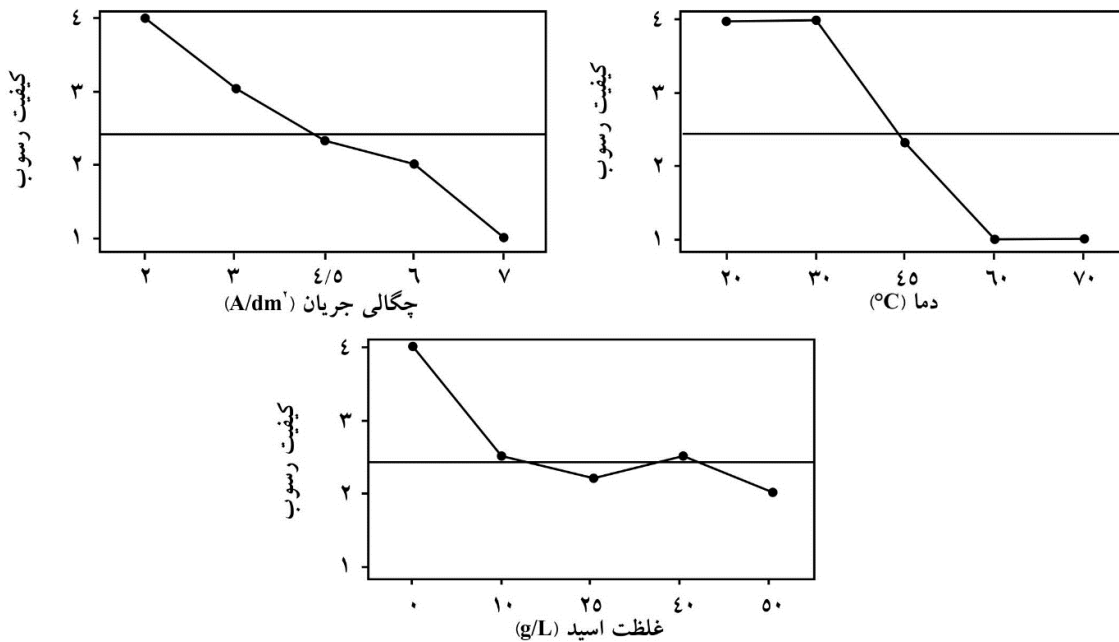 ٤
٣
٢
١
کیفیت رسوب
٢ ٣ ٤/٥ ٦ ٧
چگالی جریان (A/dm٢)
٤
٣
٢
١
کیفیت رسوب
٢٠ ٣٠ ٤٥ ٦٠ ٧٠
دما (°C)
٤
٣
٢
١
کیفیت رسوب
٠ ١٠ ٢٥ ٤٠ ٥٠
غلظت اسید (g/L)